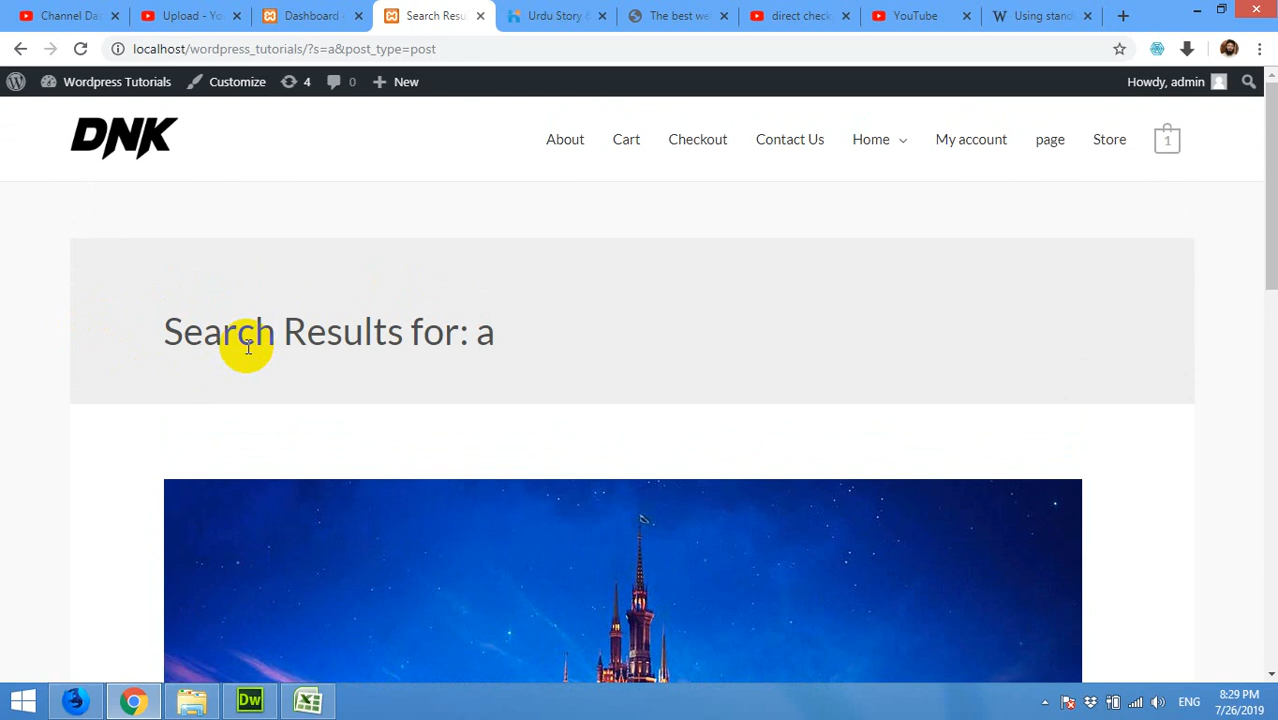 Channel Das
Upload - Yo
Dashboard
Search Resu
Urdu Story &
The best we
direct check
YouTube
Using stand
localhost/wordpress_tutorials/?s=a&post_type=post
Wordpress Tutorials
Customize
4
0
New
Howdy, admin
DNK
About
Cart
Checkout
Contact Us
Home
My account
page
Store
1
Search Results for: a
Dw
ENG
8:29 PM
7/26/2019